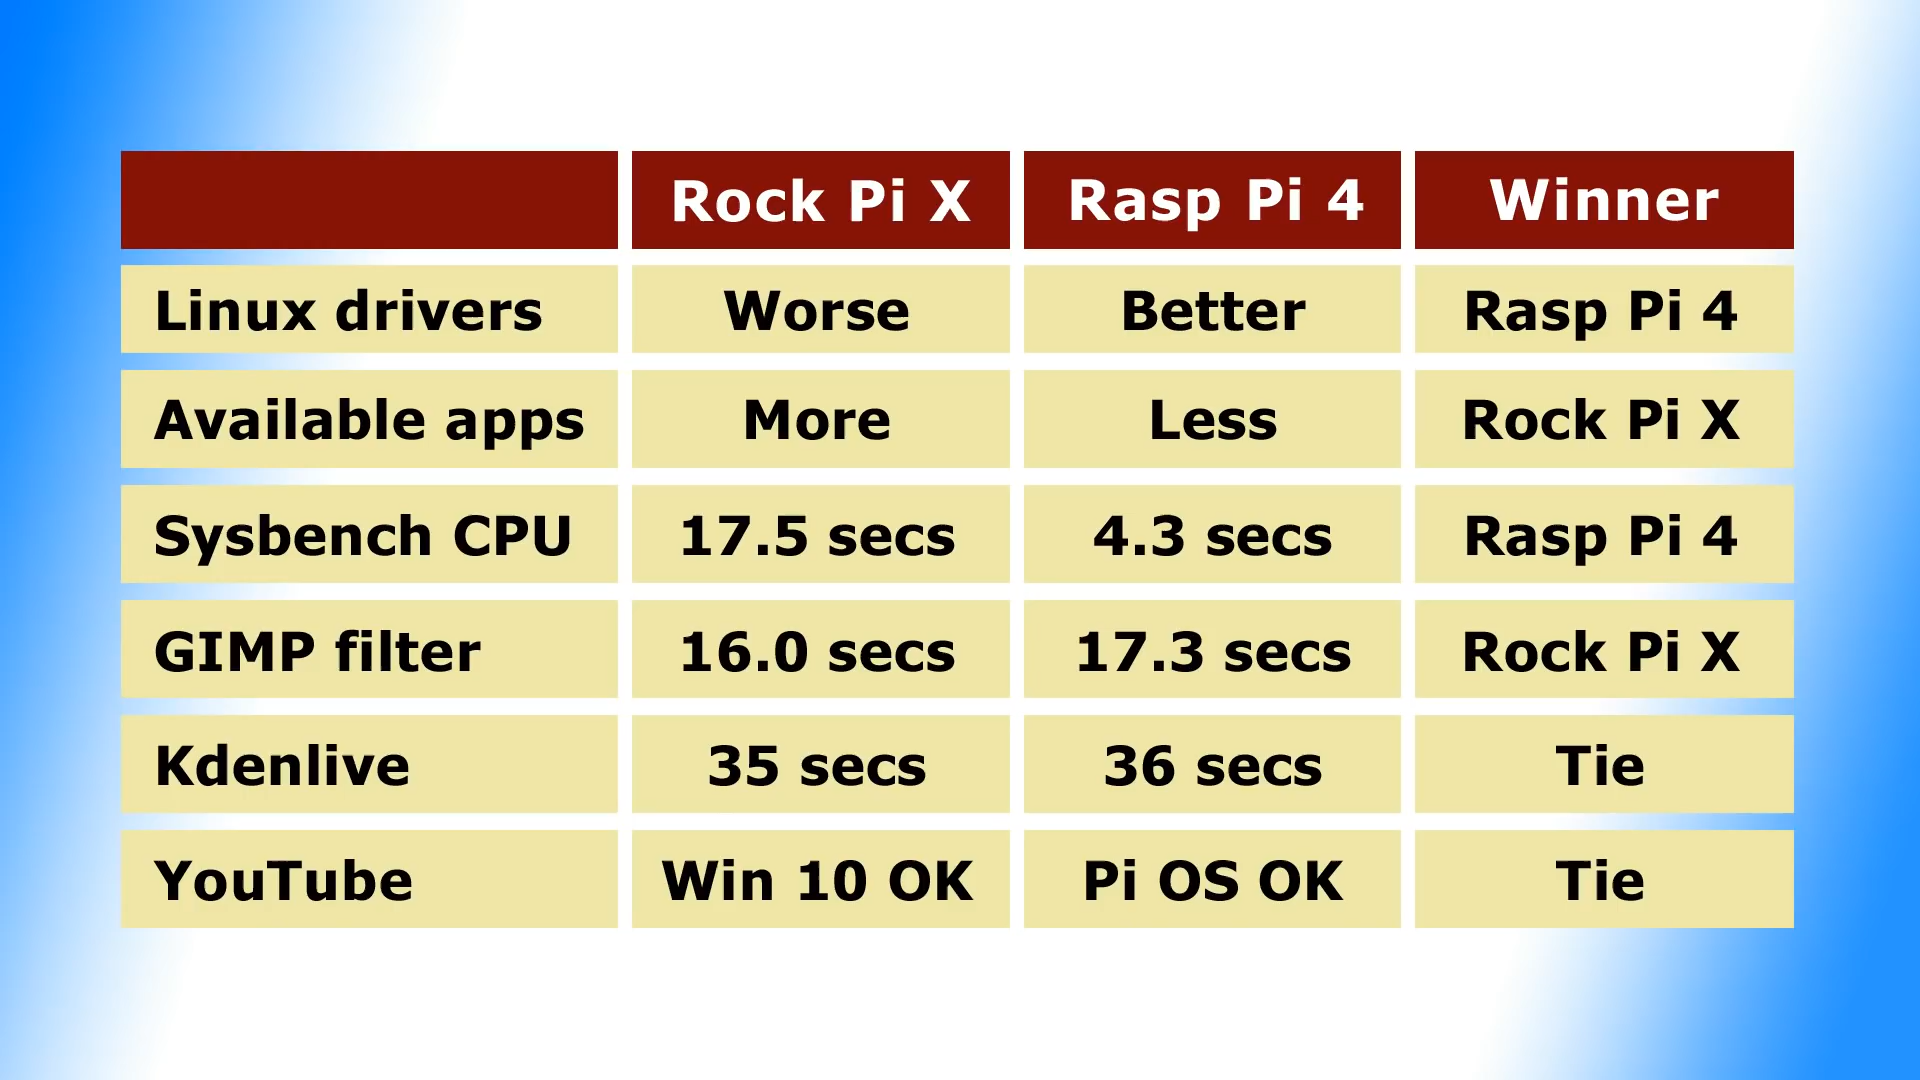 Rock Pi X Rasp Pi 4 Winner
Linux drivers Worse Better Rasp Pi 4
Available apps More Less Rock Pi X
Sysbench CPU 17.5 secs 4.3 secs Rasp Pi 4
GIMP filter 16.0 secs 17.3 secs Rock Pi X
Kdenlive 35 secs 36 secs Tie
YouTube Win 10 OK Pi OS OK Tie